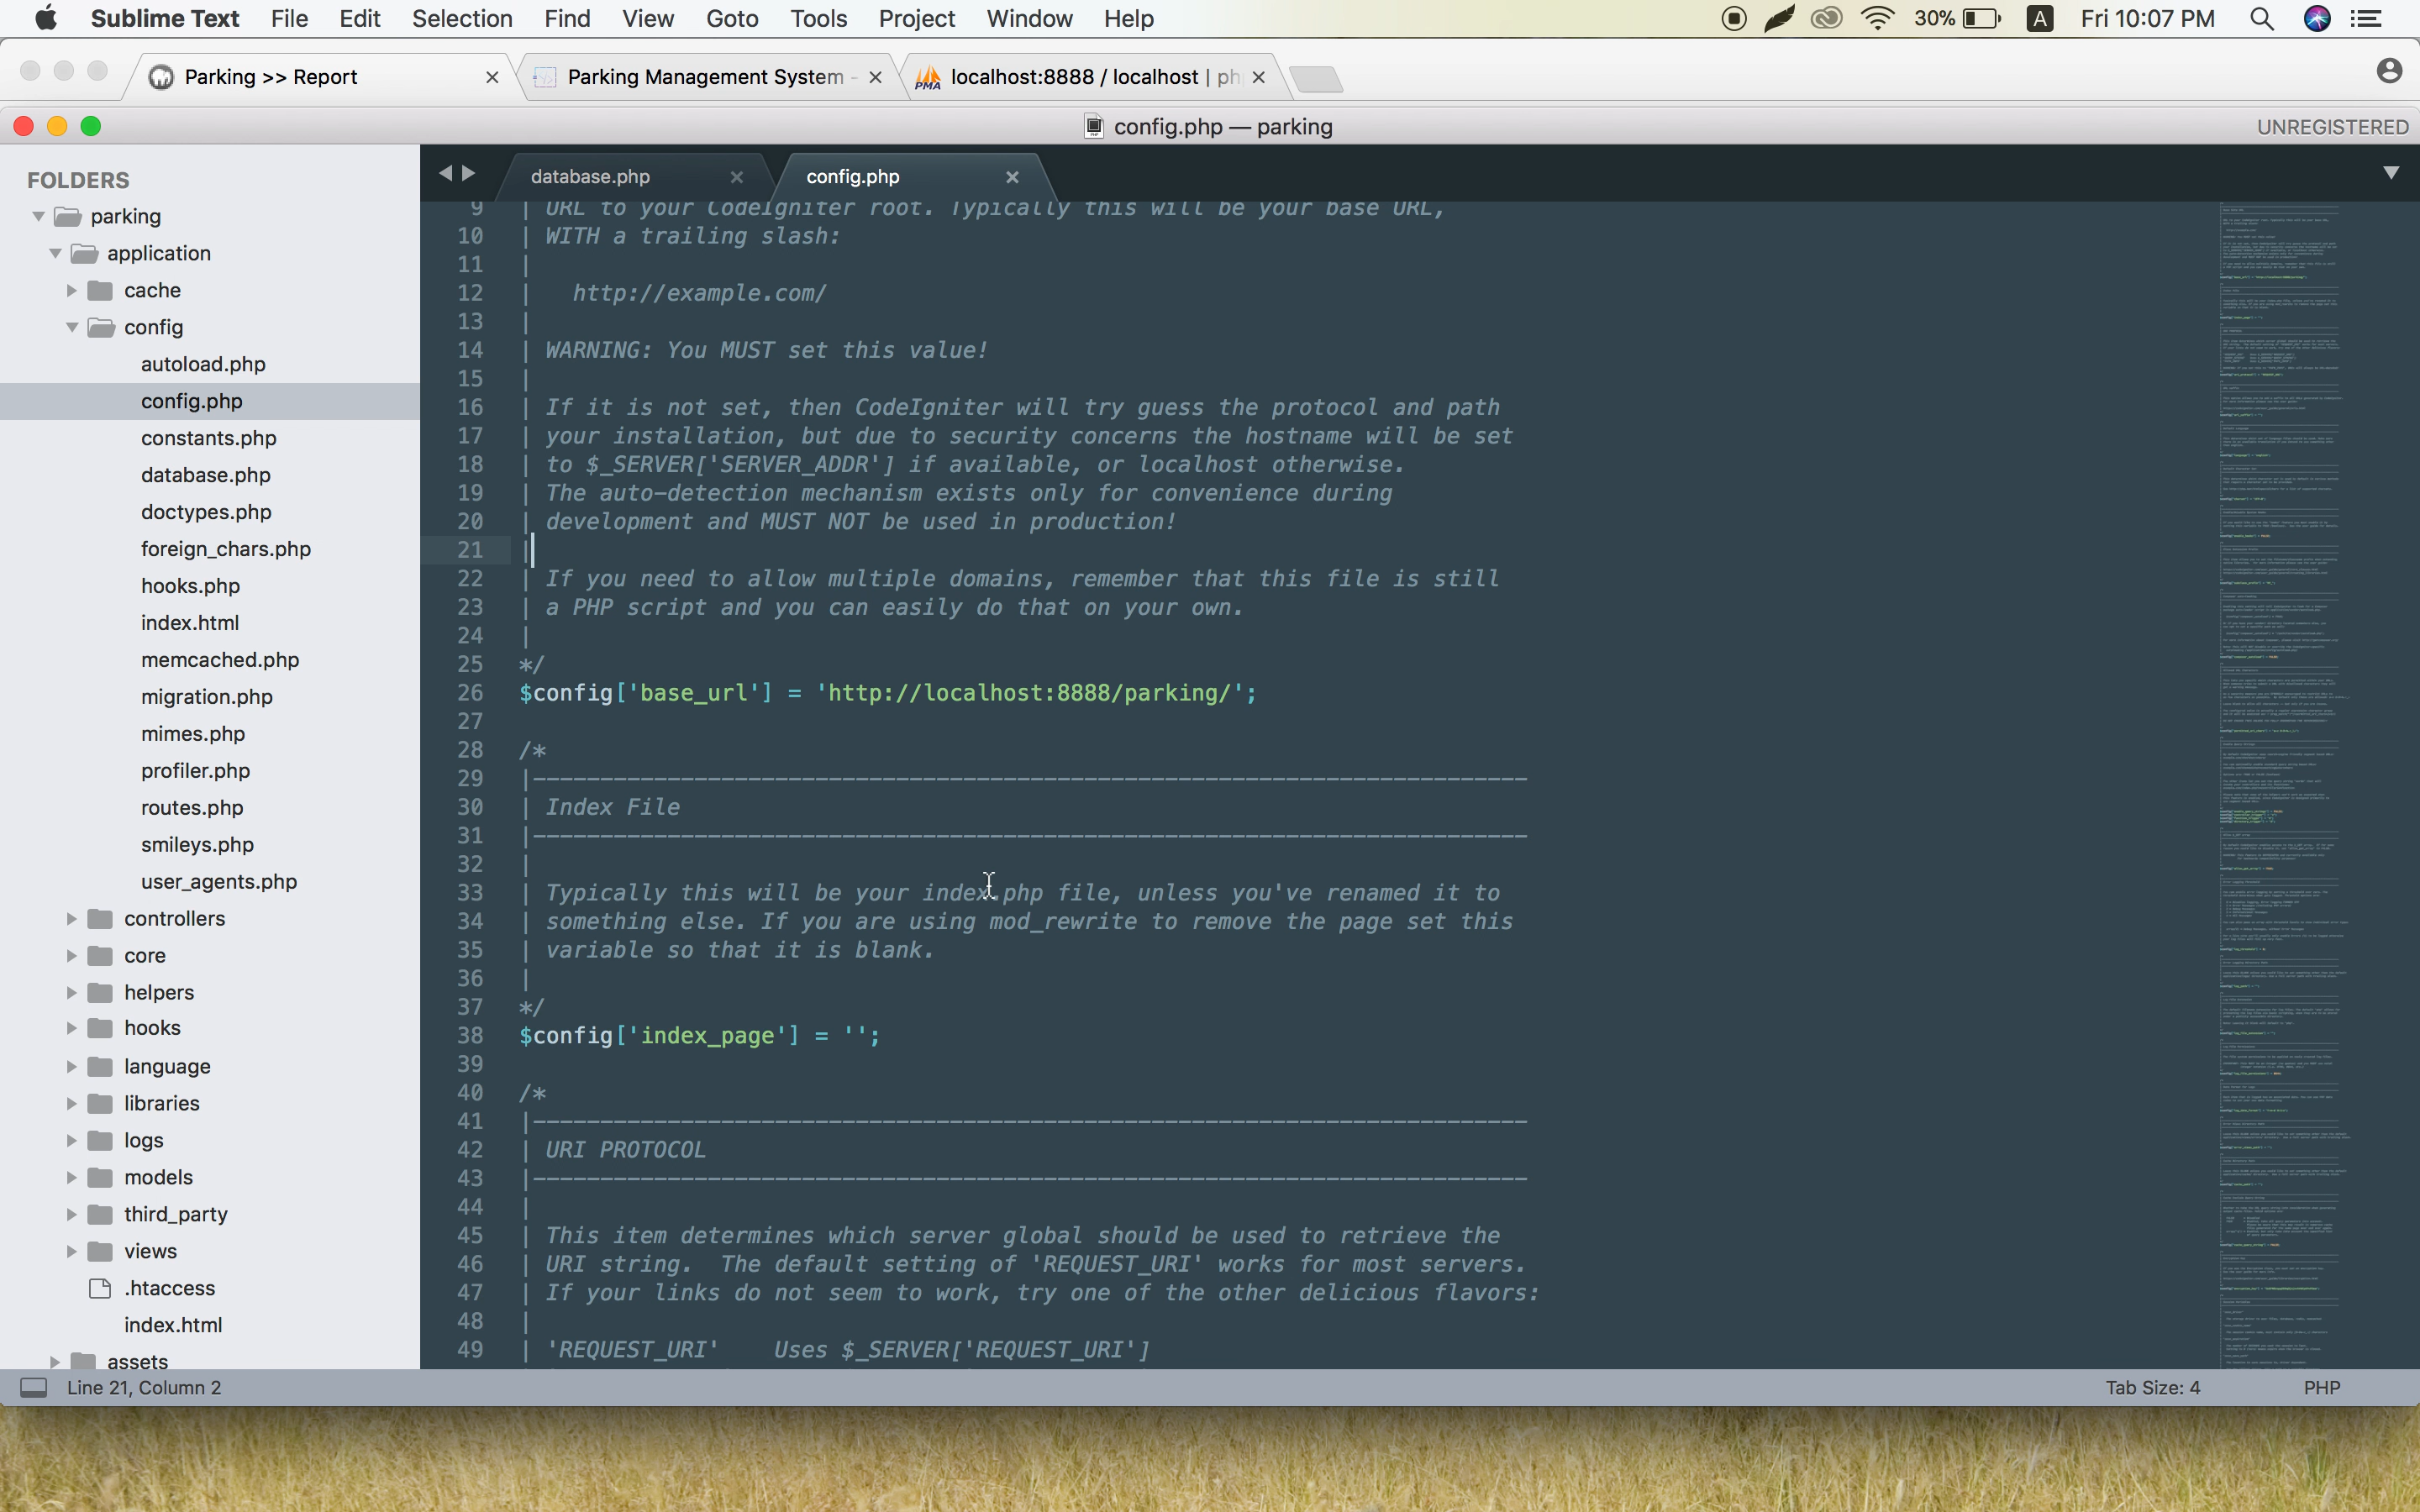 Sublime Text File Edit Selection Find View Goto Tools Project Window Help 30% A Fri 10:07 PM
Parking >> Report Parking Management System - PMA localhost:8888 / localhost | ph
config.php — parking UNREGISTERED
FOLDERS
parking
application
cache
config
autoload.php
config.php
constants.php
database.php
doctypes.php
foreign_chars.php
hooks.php
index.html
memcached.php
migration.php
mimes.php
profiler.php
routes.php
smileys.php
user_agents.php
controllers
core
helpers
hooks
language
libraries
logs
models
third_party
views
.htaccess
index.html
assets
database.php config.php
9 | URL to your CodeIgniter root. Typically this will be your base URL,
10 | WITH a trailing slash:
11 |
12 | http://example.com/
13 |
14 | WARNING: You MUST set this value!
15 |
16 | If it is not set, then CodeIgniter will try guess the protocol and path
17 | your installation, but due to security concerns the hostname will be set
18 | to $_SERVER['SERVER_ADDR'] if available, or localhost otherwise.
19 | The auto-detection mechanism exists only for convenience during
20 | development and MUST NOT be used in production!
21 |
22 | If you need to allow multiple domains, remember that this file is still
23 | a PHP script and you can easily do that on your own.
24 |
25 */
26 $config['base_url'] = 'http://localhost:8888/parking/';
27
28 /*
29 |--------------------------------------------------------------------------
30 | Index File
31 |--------------------------------------------------------------------------
32 |
33 | Typically this will be your index.php file, unless you've renamed it to
34 | something else. If you are using mod_rewrite to remove the page set this
35 | variable so that it is blank.
36 |
37 */
38 $config['index_page'] = '';
39
40 /*
41 |--------------------------------------------------------------------------
42 | URI PROTOCOL
43 |--------------------------------------------------------------------------
44 |
45 | This item determines which server global should be used to retrieve the
46 | URI string.  The default setting of 'REQUEST_URI' works for most servers.
47 | If your links do not seem to work, try one of the other delicious flavors:
48 |
49 | 'REQUEST_URI'    Uses $_SERVER['REQUEST_URI']
Line 21, Column 2 Tab Size: 4 PHP